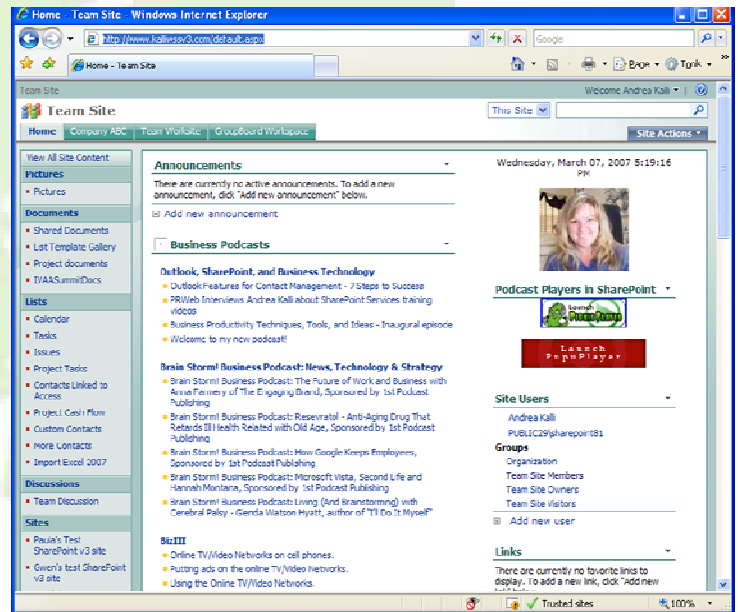 Home - Team Site - Windows Internet Explorer
http://www.kalliwssv3.com/default.aspx
Google
Home - Team Site
Page
Tools
Team Site
Welcome Andrea Kalli
Team Site
This Site
Home
Company ABC
Team Worksite
GroupBoard Workspace
Site Actions
View All Site Content
Pictures
Pictures
Documents
Shared Documents
List Template Gallery
Project documents
IVAASummitDocs
Lists
Calendar
Tasks
Issues
Project Tasks
Contacts Linked to
Access
Project Cash Flow
Custom Contacts
More Contacts
Import Excel 2007
Discussions
Team Discussion
Sites
Paula's Test
SharePoint v3 site
Gwen's test SharePoint
v3 site
Announcements
There are currently no active announcements. To add a new
announcement, click "Add new announcement" below.
Add new announcement
Business Podcasts
Outlook, SharePoint, and Business Technology
Outlook Features for Contact Management - 7 Steps to Success
PRWeb Interviews Andrea Kalli about SharePoint Services training
videos
Business Productivity Techniques, Tools, and Ideas - Inaugural episode
Welcome to my new podcast!
Brain Storm! Business Podcast: News, Technology & Strategy
Brain Storm! Business Podcast: The Future of Work and Business with
Anna Farmery of The Engaging Brand, Sponsored by 1st Podcast
Publishing
Brain Storm! Business Podcast: Resevratol - Anti-Aging Drug That
Retards Ill Health Related with Old Age, Sponsored by 1st Podcast
Publishing
Brain Storm! Business Podcast: How Google Keeps Employees,
Sponsored by 1st Podcast Publishing
Brain Storm! Business Podcast: Microsoft Vista, Second Life and
Hannah Montana, Sponsored by 1st Podcast Publishing
Brain Storm! Business Podcast: Living (And Brainstorming) with
Cerebral Palsy - Glenda Watson Hyatt, author of "I'll Do It Myself"
BizIII
Online TV/Video Networks on cell phones.
Putting ads on the online TV/Video Networks.
Using the Online TV/Video Networks.
Wednesday, March 07, 2007 5:19:16
PM
Podcast Players in SharePoint
Launch
Launch
PopuPlayer
Site Users
Andrea Kalli
PUBLIC29\sharepoint81
Groups
Organization
Team Site Members
Team Site Owners
Team Site Visitors
Add new user
Links
There are currently no favorite links to
display. To add a new link, click "Add new
Trusted sites
100%